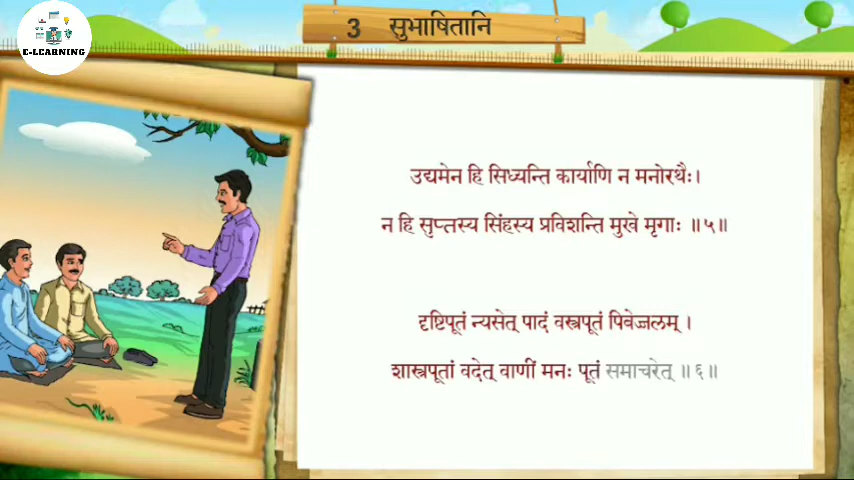 E-LEARNING
3 सुभाषितानि
उद्यमेन हि सिध्यन्ति कार्याणि न मनोरथैः।
न हि सुप्तस्य सिंहस्य प्रविशन्ति मुखे मृगाः ॥५॥
दृष्टिपूतं न्यसेत् पादं वस्त्रपूतं पिवेज्जलम् ।
शास्त्रपूतां वदेत् वाणीं मनः पूतं समाचरेत् ॥६॥